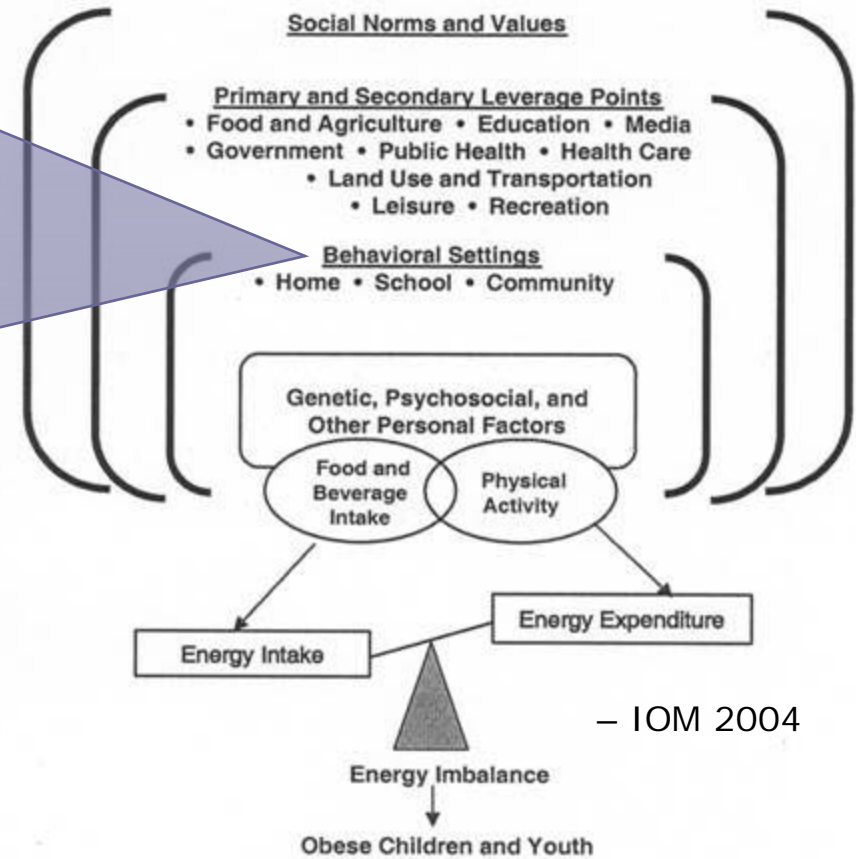 Social Norms and Values
Primary and Secondary Leverage Points
• Food and Agriculture • Education • Media
• Government • Public Health • Health Care
• Land Use and Transportation
• Leisure • Recreation
Behavioral Settings
• Home • School • Community
Genetic, Psychosocial, and
Other Personal Factors
Food and
Beverage
Intake
Physical
Activity
Energy Intake
Energy Expenditure
– IOM 2004
Energy Imbalance
Obese Children and Youth